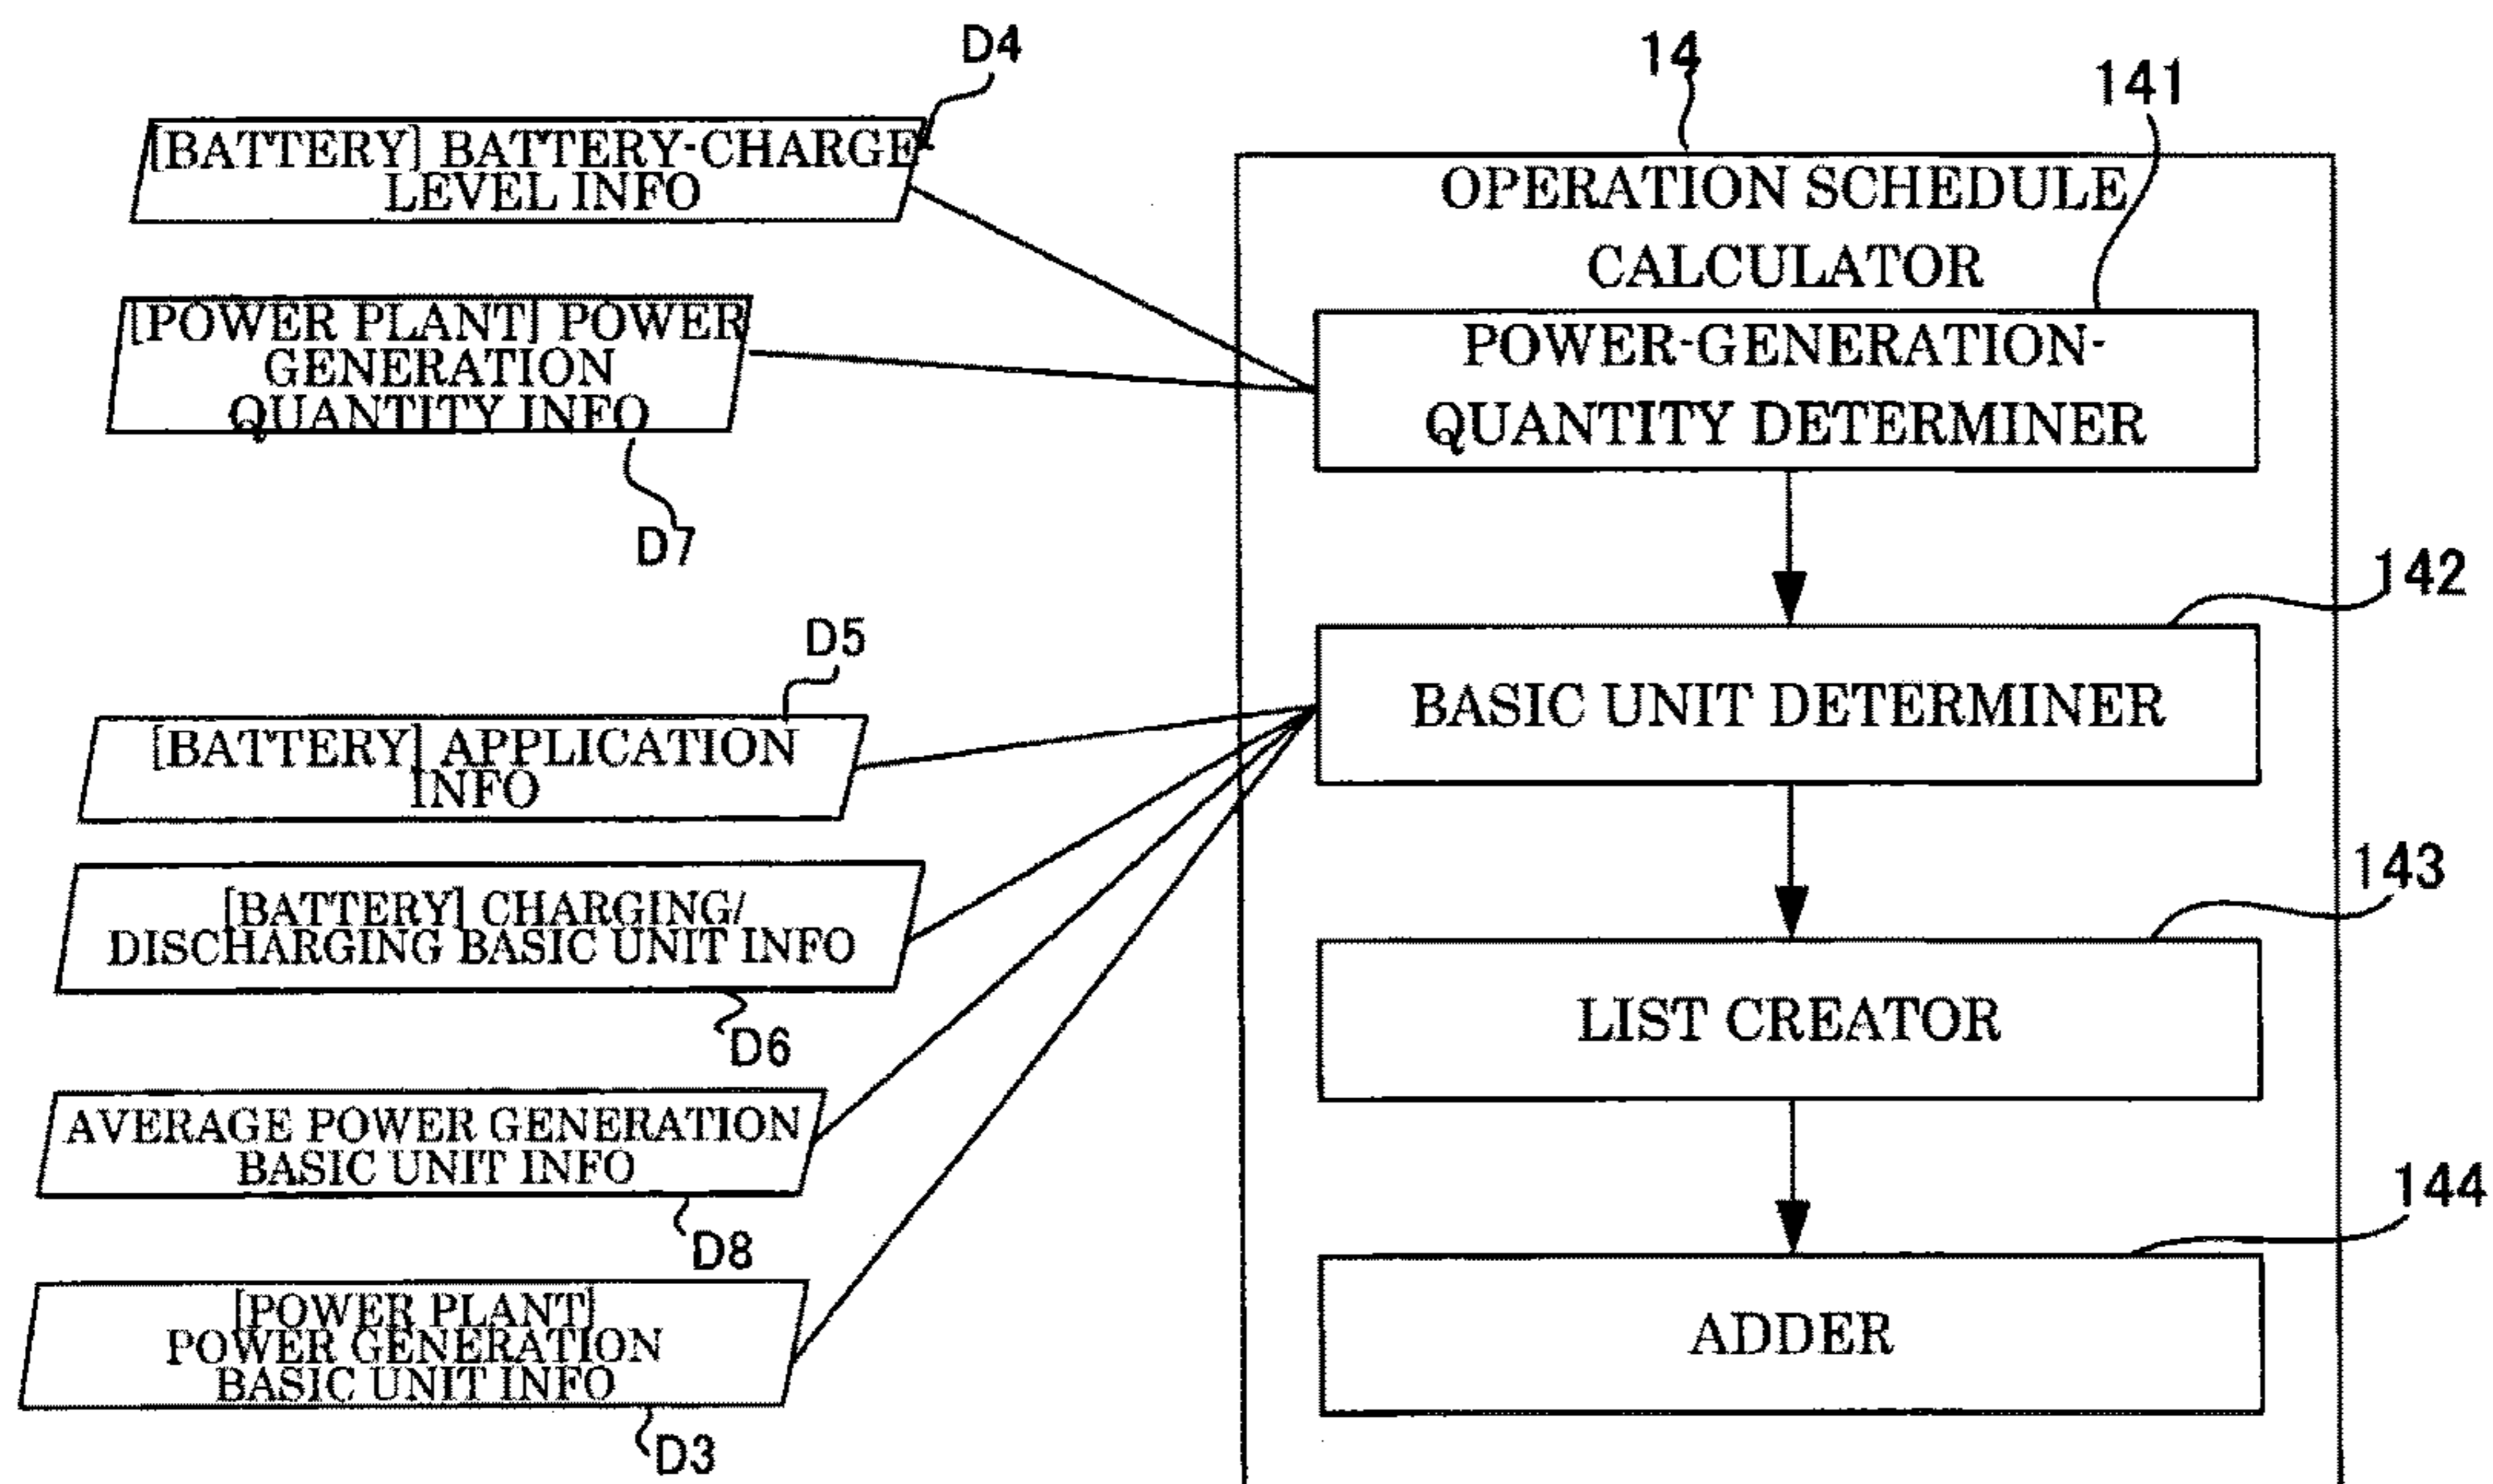 D4
[BATTERY] BATTERY-CHARGE
LEVEL INFO
[POWER PLANT] POWER
GENERATION
QUANTITY INFO
D7
D5
[BATTERY] APPLICATION
INFO
[BATTERY] CHARGING/
DISCHARGING BASIC UNIT INFO
D6
AVERAGE POWER GENERATION
BASIC UNIT INFO
D8
[POWER PLANT]
POWER GENERATION
BASIC UNIT INFO
D3
14
141
OPERATION SCHEDULE
CALCULATOR
POWER-GENERATION-
QUANTITY DETERMINER
142
BASIC UNIT DETERMINER
143
LIST CREATOR
144
ADDER